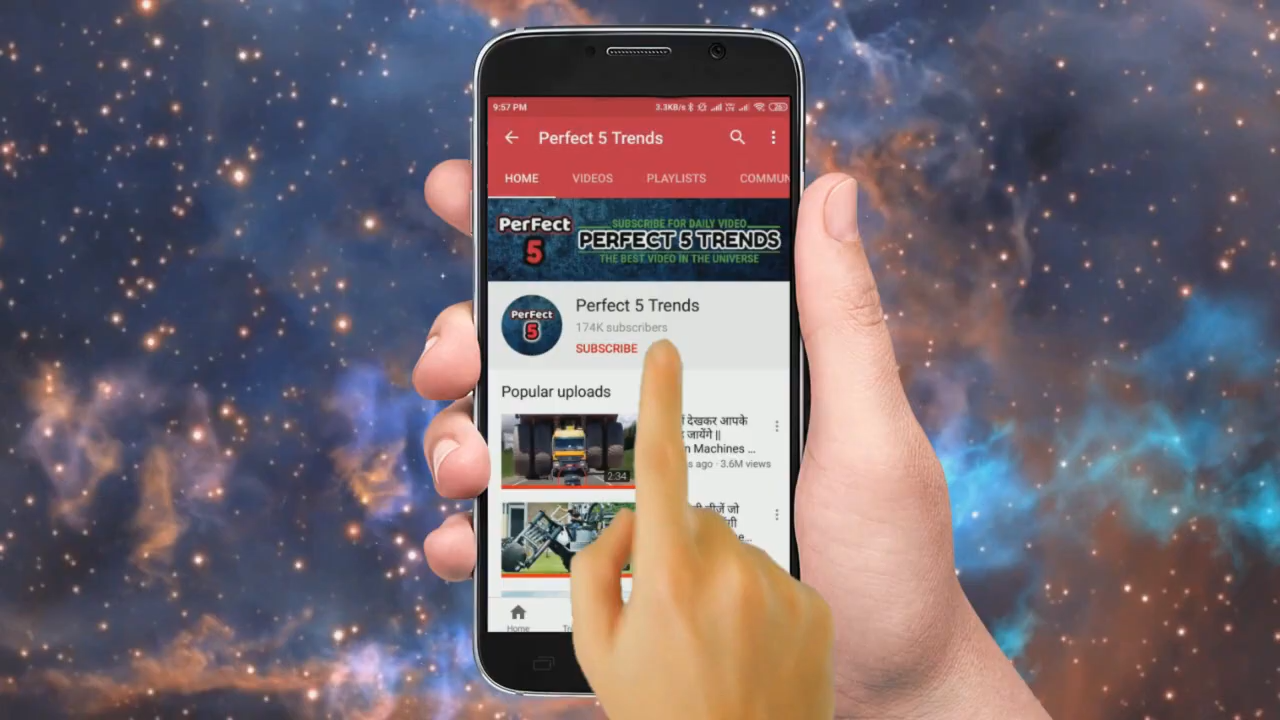 9:57 PM 3.3KB/s
Perfect 5 Trends
HOME VIDEOS PLAYLISTS COMMUN
PerFect
5
SUBSCRIBE FOR DAILY VIDEO
PERFECT 5 TRENDS
THE BEST VIDEO IN THE UNIVERSE
PerFect
5
Perfect 5 Trends
174K subscribers
SUBSCRIBE
Popular uploads
2:34
देखकर आपके
जायेंगे ||
n Machines ...
s ago · 3.6M views
चीजें जो
Home